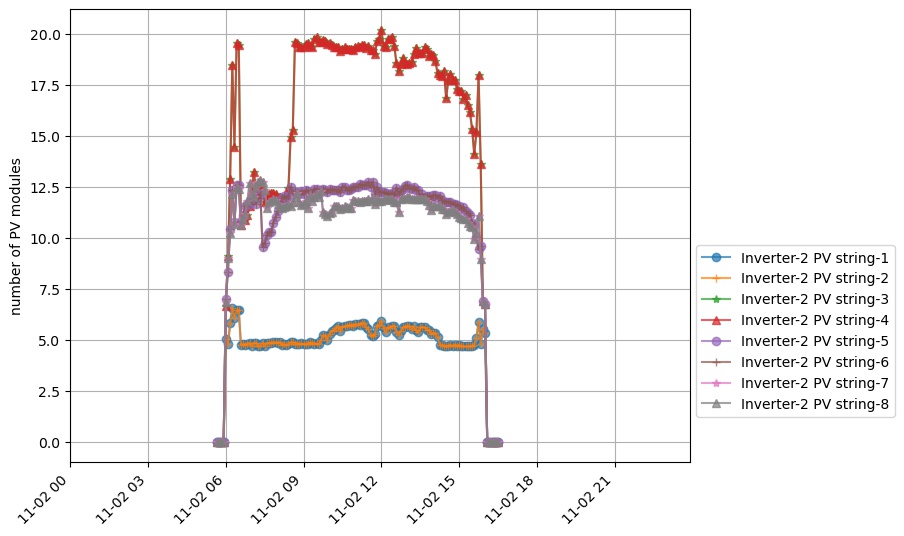 number of PV modules
20.0
17.5
15.0
12.5
10.0
7.5
5.0
2.5
0.0
11-02 00
11-02 03
11-02 06
11-02 09
11-02 12
11-02 15
11-02 18
11-02 21
Inverter-2 PV string-1
Inverter-2 PV string-2
Inverter-2 PV string-3
Inverter-2 PV string-4
Inverter-2 PV string-5
Inverter-2 PV string-6
Inverter-2 PV string-7
Inverter-2 PV string-8